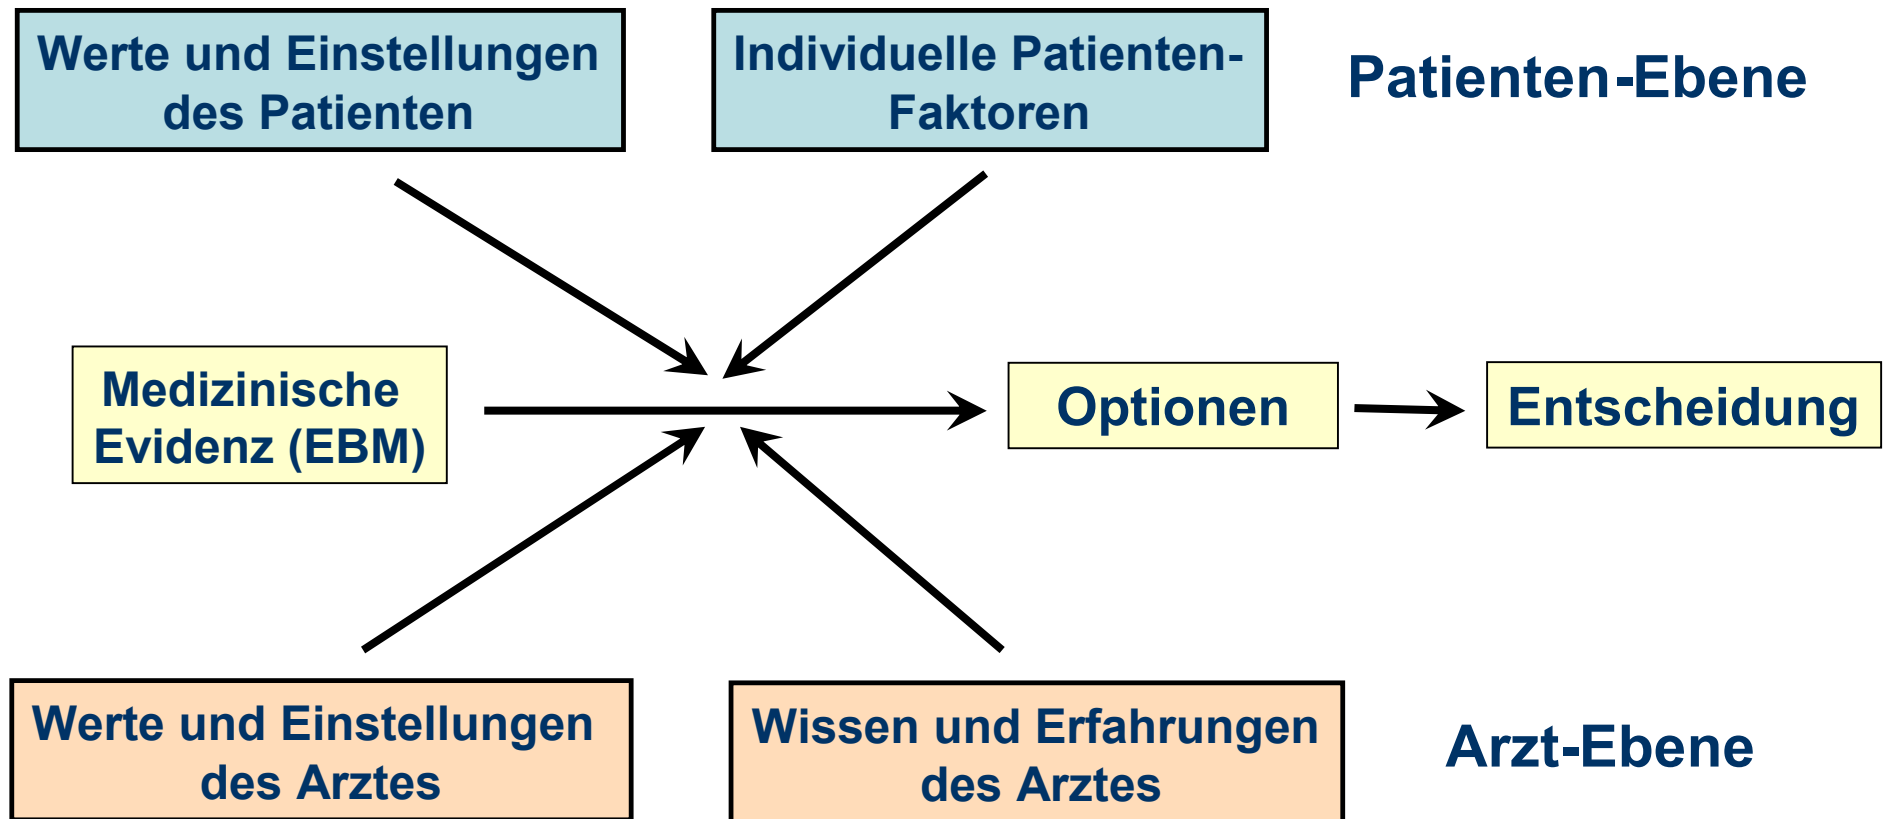 Werte und Einstellungen
des Patienten
Individuelle Patienten-
Faktoren
Patienten-Ebene
Medizinische
Evidenz (EBM)
Optionen
Entscheidung
Werte und Einstellungen
des Arztes
Wissen und Erfahrungen
des Arztes
Arzt-Ebene